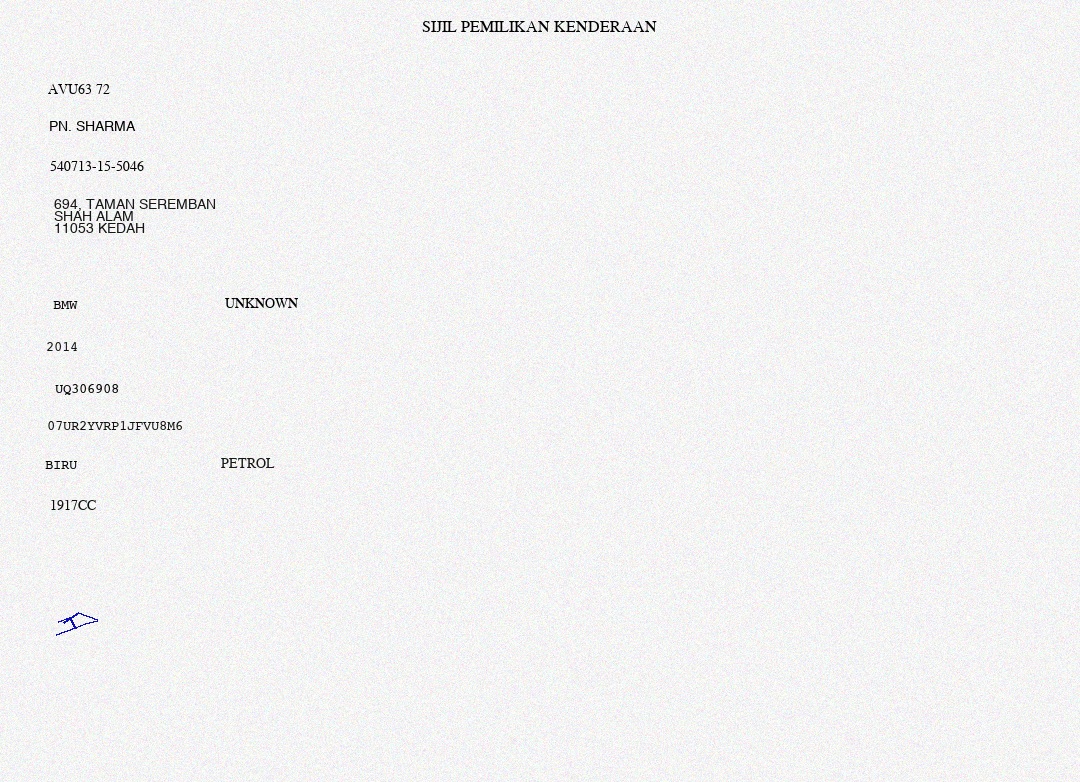 SIJIL PEMILIKAN KENDERAAN
AVU63 72
PN. SHARMA
540713-15-5046
694, TAMAN SEREMBAN
SHAH ALAM
11053 KEDAH
BMW UNKNOWN
2014
UQ306908
07UR2YVRP1JFVU8M6
BIRU PETROL
1917CC